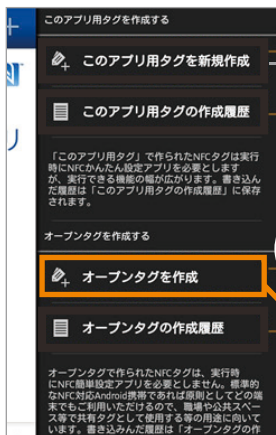 このアプリ用タグを作成する
このアプリ用タグを新規作成
このアプリ用タグの作成履歴
「このアプリ用タグ」で作られたNFCタグは実行
時にNFCかんたん設定アプリを必要とします
が、実行できる機能の幅が広がります。書き込ん
だ履歴は「このアプリ用タグの作成履歴」に保存
されます。
オープンタグを作成する
オープンタグを作成
オープンタグの作成履歴
オープンタグで作られたNFCタグは、実行時
にNFC簡単設定アプリを必要としません。標準的
なNFC対応Android携帯であれば原則としてどの端
末でもご利用いただけるので、職場や公共スペー
ス等で共有タグとして使用する等の用途に向いて
います。書き込みんだ履歴は「オープンタグの作